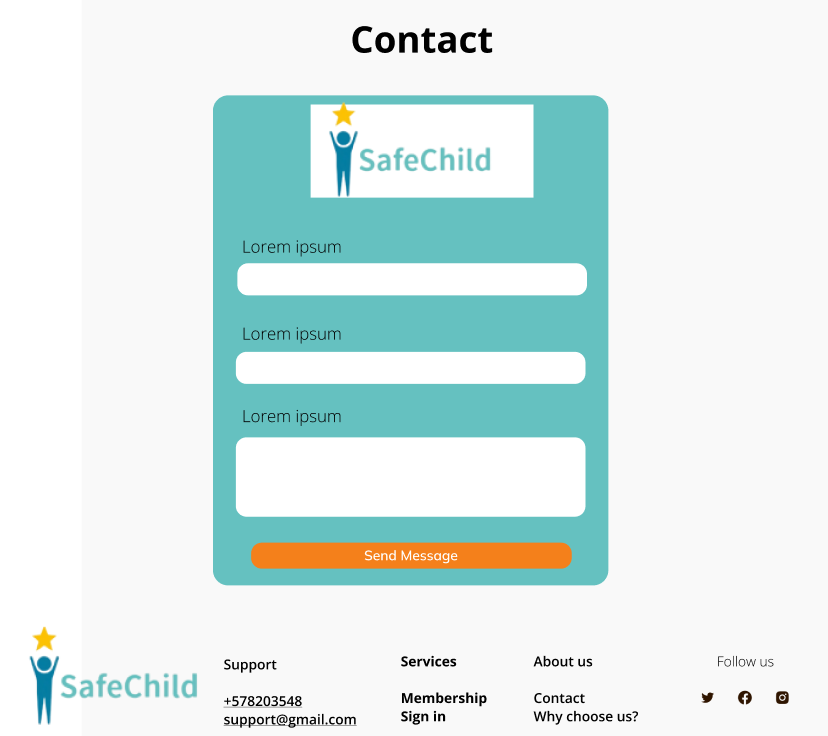 Contact
SafeChild
Lorem ipsum
Lorem ipsum
Lorem ipsum
Send Message
SafeChild
Support
+578203548
support@gmail.com
Services
Membership
Sign in
About us
Contact
Why choose us?
Follow us